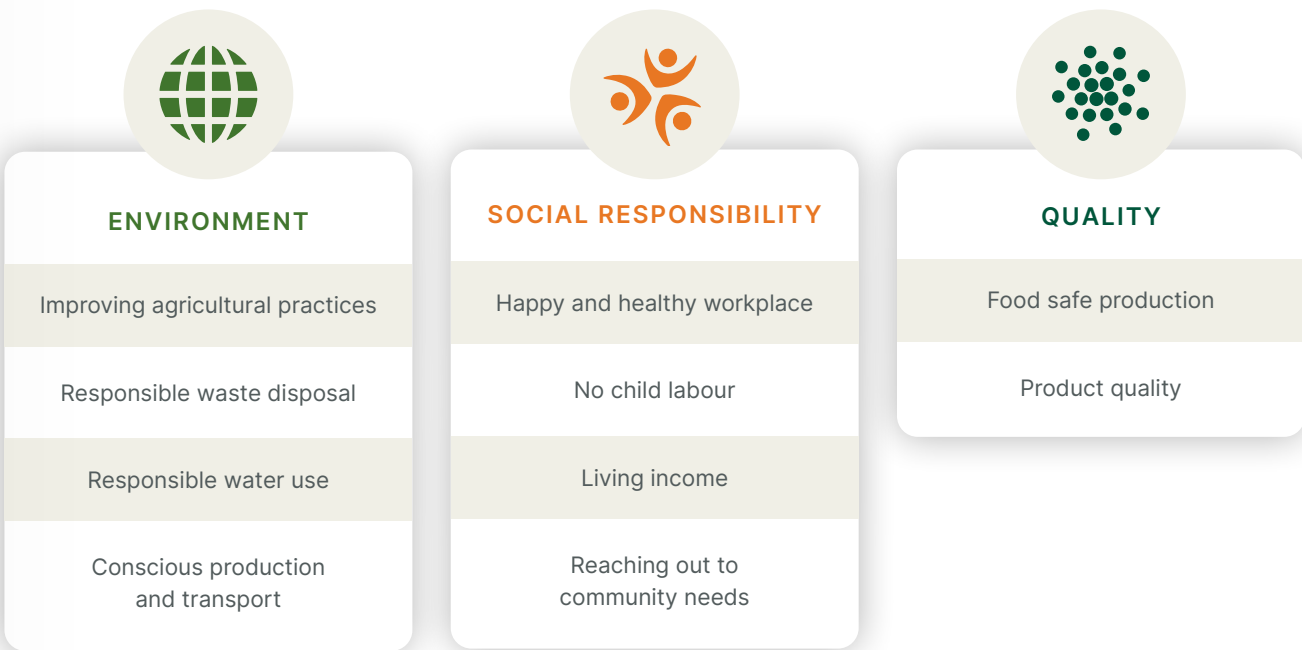 ENVIRONMENT
Improving agricultural practices
Responsible waste disposal
Responsible water use
Conscious production
and transport
SOCIAL RESPONSIBILITY
Happy and healthy workplace
No child labour
Living income
Reaching out to
community needs
QUALITY
Food safe production
Product quality